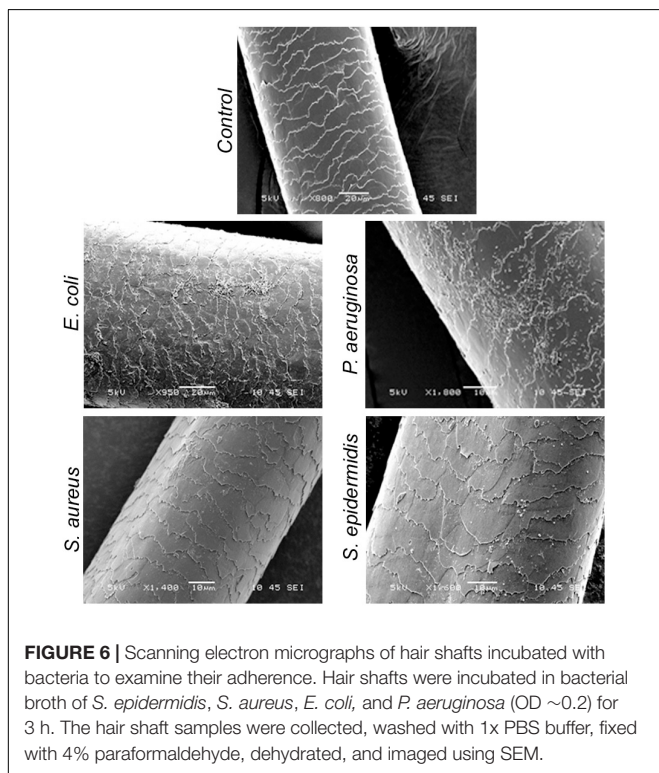 Control
5kV X800 20µm 10 45 SEI
E. coli
5kV X950 20µm 10 45 SEI
P. aeruginosa
5kV X1,800 10µm 10 45 SEI
S. aureus
5kV X1,400 10µm 10 45 SEI
S. epidermidis
5kV 10µm 10 45 SEI
FIGURE 6 | Scanning electron micrographs of hair shafts incubated with
bacteria to examine their adherence. Hair shafts were incubated in bacterial
broth of S. epidermidis, S. aureus, E. coli, and P. aeruginosa (OD ~0.2) for
3 h. The hair shaft samples were collected, washed with 1x PBS buffer, fixed
with 4% paraformaldehyde, dehydrated, and imaged using SEM.